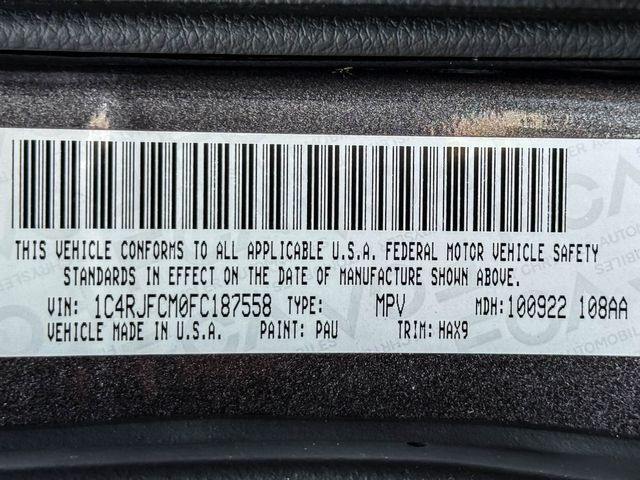 THIS VEHICLE CONFORMS TO ALL APPLICABLE U.S.A. FEDERAL MOTOR VEHICLE SAFETY
STANDARDS IN EFFECT ON THE DATE OF MANUFACTURE SHOWN ABOVE.
VIN: 1C4RJFCM0FC187558 TYPE: MPV MDH: 100922 108AA
VEHICLE MADE IN U.S.A. PAINT: PAU TRIM: HAX9